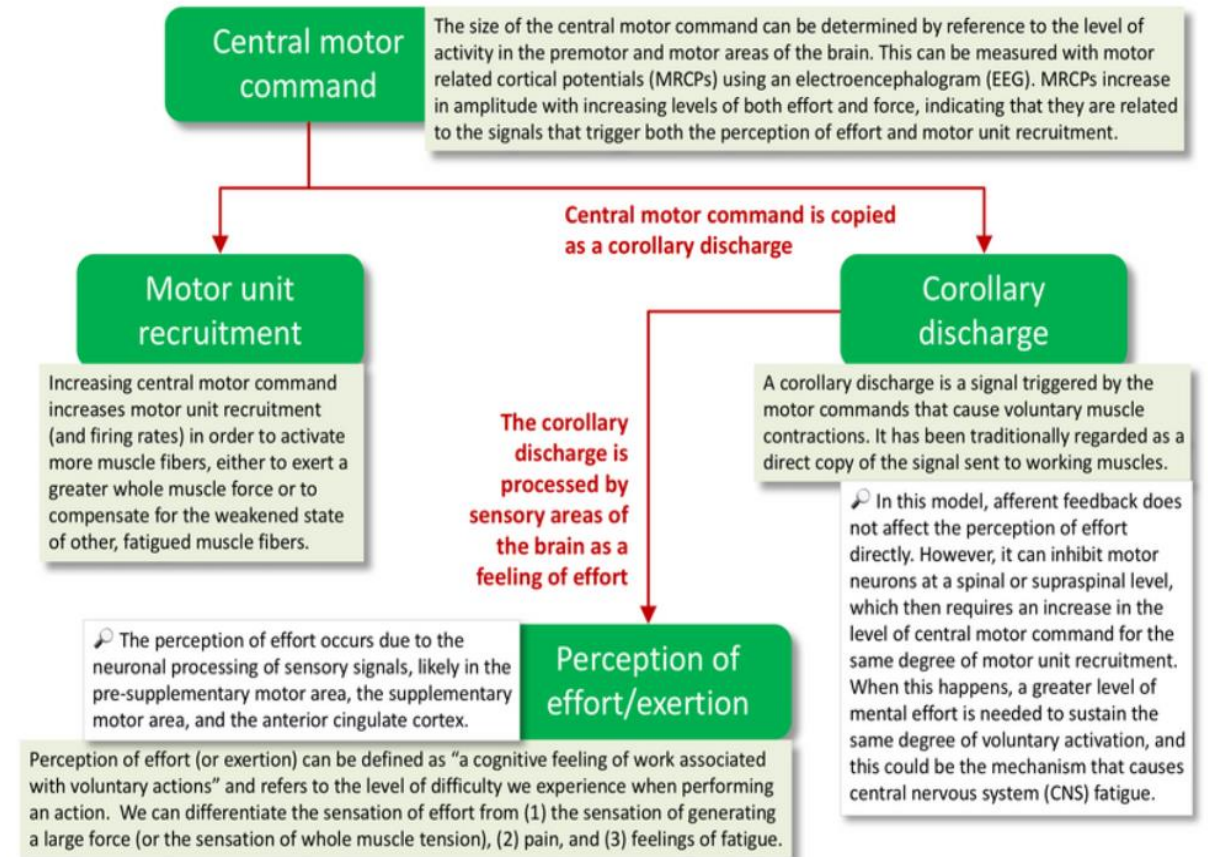 Central motor
command
The size of the central motor command can be determined by reference to the level of
activity in the premotor and motor areas of the brain. This can be measured with motor
related cortical potentials (MRCPs) using an electroencephalogram (EEG). MRCPs increase
in amplitude with increasing levels of both effort and force, indicating that they are related
to the signals that trigger both the perception of effort and motor unit recruitment.
Central motor command is copied
as a corollary discharge
Motor unit
recruitment
Increasing central motor command
increases motor unit recruitment
(and firing rates) in order to activate
more muscle fibers, either to exert a
greater whole muscle force or to
compensate for the weakened state
of other, fatigued muscle fibers.
Corollary
discharge
A corollary discharge is a signal triggered by the
motor commands that cause voluntary muscle
contractions. It has been traditionally regarded as a
direct copy of the signal sent to working muscles.
In this model, afferent feedback does
not affect the perception of effort
directly. However, it can inhibit motor
neurons at a spinal or supraspinal level,
which then requires an increase in the
level of central motor command for the
same degree of motor unit recruitment.
When this happens, a greater level of
mental effort is needed to sustain the
same degree of voluntary activation, and
this could be the mechanism that causes
central nervous system (CNS) fatigue.
The corollary
discharge is
processed by
sensory areas of
the brain as a
feeling of effort
The perception of effort occurs due to the
neuronal processing of sensory signals, likely in the
pre-supplementary motor area, the supplementary
motor area, and the anterior cingulate cortex.
Perception of
effort/exertion
Perception of effort (or exertion) can be defined as “a cognitive feeling of work associated
with voluntary actions” and refers to the level of difficulty we experience when performing
an action. We can differentiate the sensation of effort from (1) the sensation of generating
a large force (or the sensation of whole muscle tension), (2) pain, and (3) feelings of fatigue.